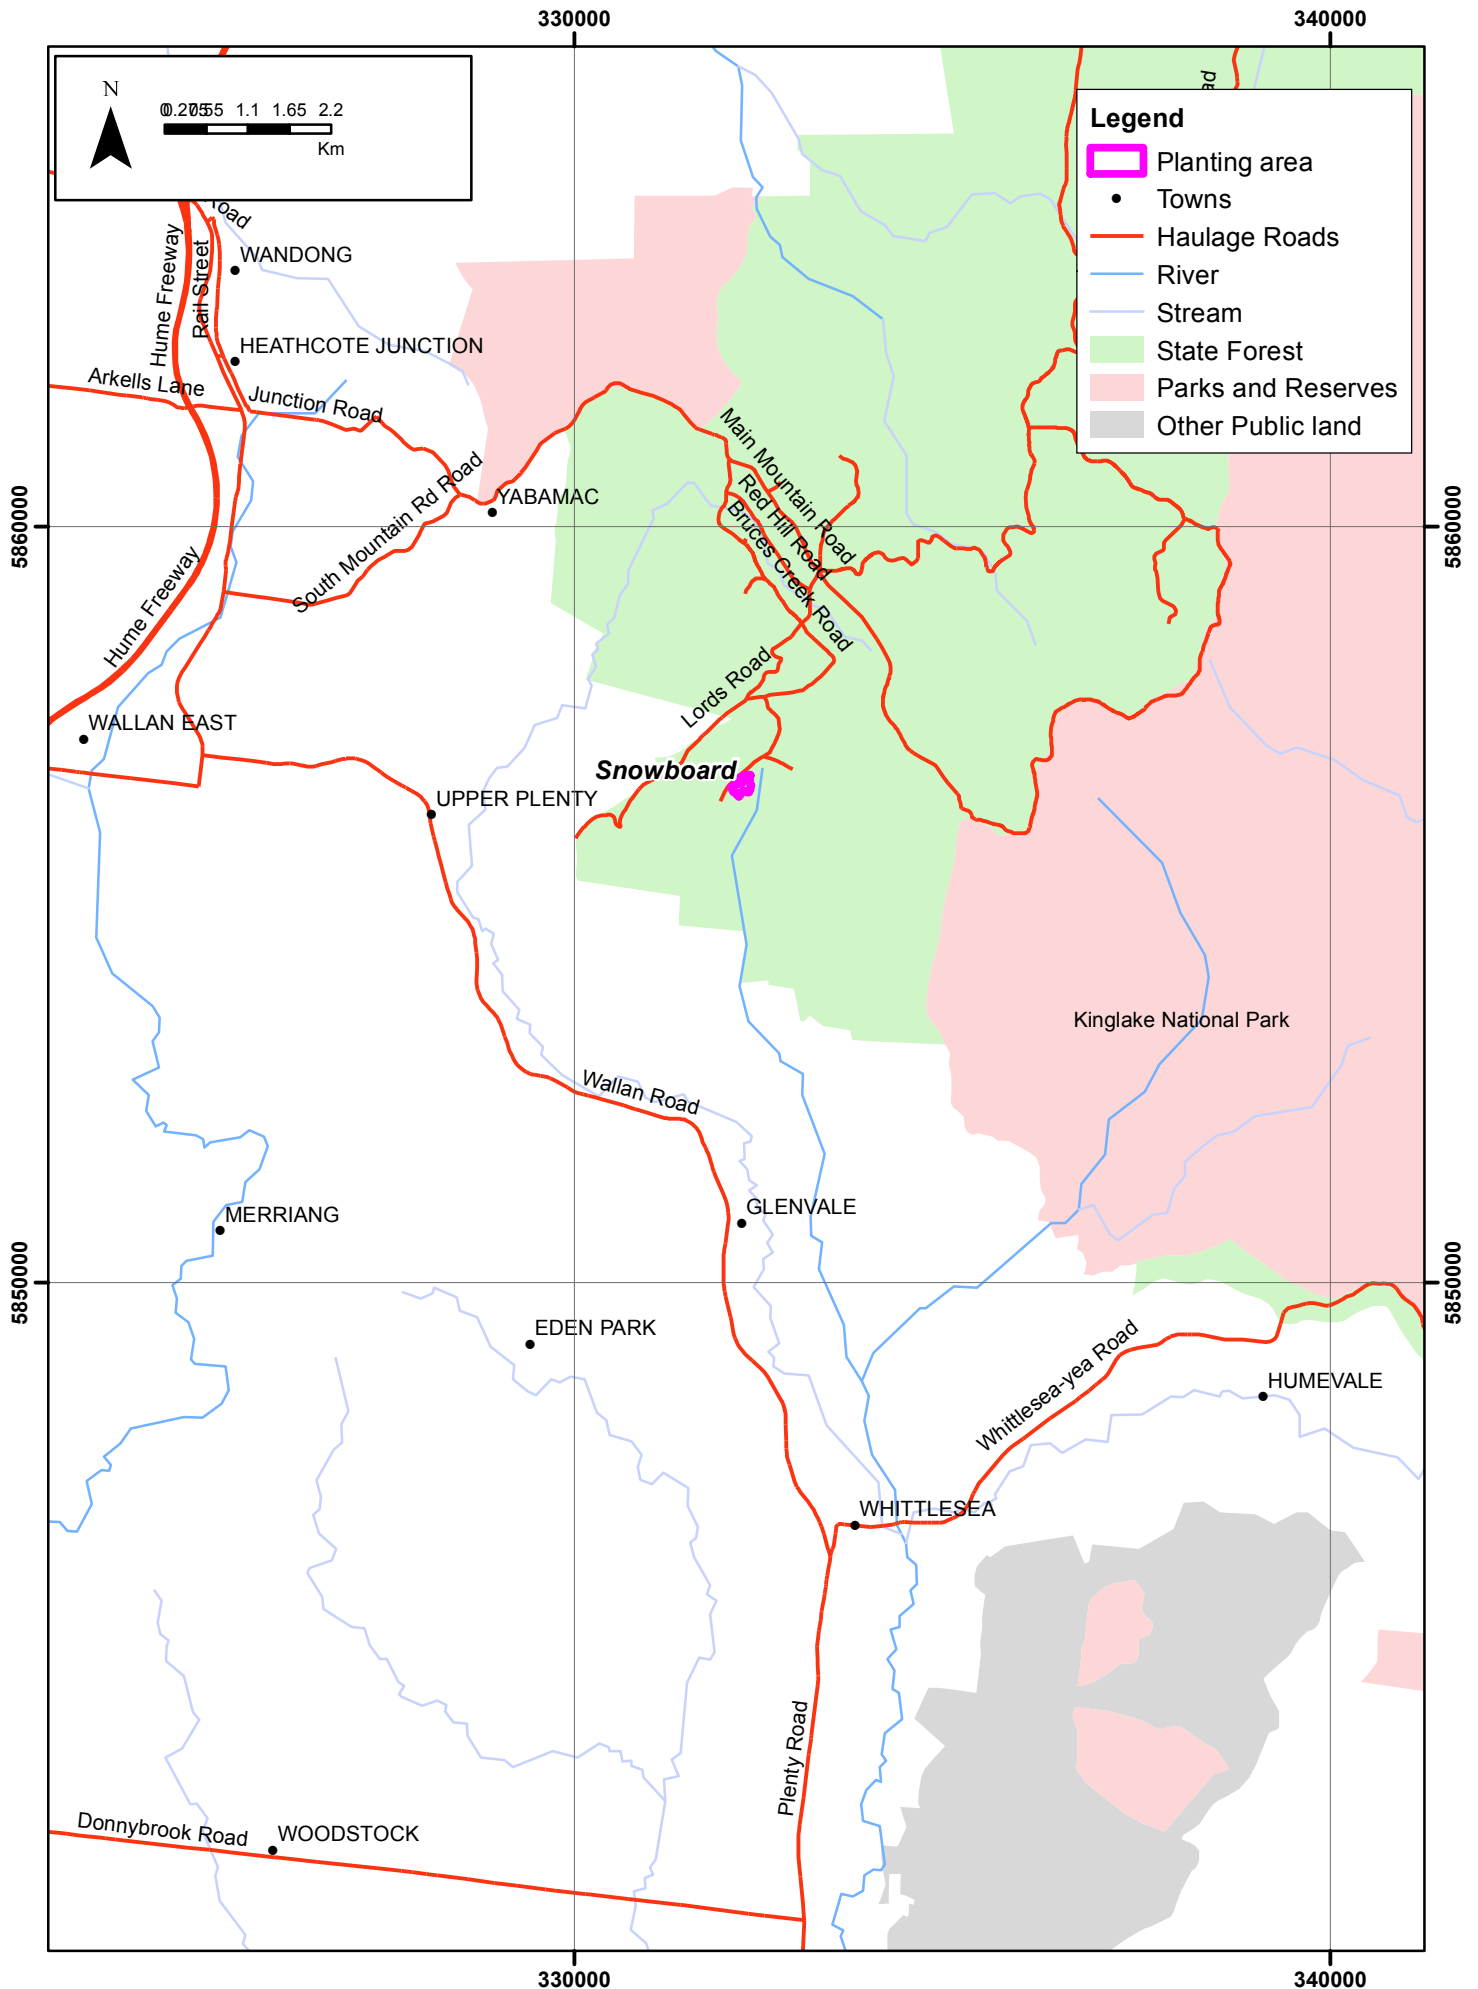 330000
340000
N
0 0.275 0.55 1.1 1.65 2.2
Km
ad
Legend
Planting area
Towns
Haulage Roads
River
Stream
State Forest
Parks and Reserves
Other Public land
Road
Hume Freeway
Rail Street
WANDONG
HEATHCOTE JUNCTION
Arkells Lane
Junction Road
South Mountain Rd Road
YABAMAC
Main Mountain Road
Red Hill Road
Bruces Creek Road
5860000
5860000
Hume Freeway
Lords Road
WALLAN EAST
Snowboard
UPPER PLENTY
Kinglake National Park
Wallan Road
MERRIANG
GLENVALE
5850000
5850000
EDEN PARK
Whittlesea-yea Road
HUMEVALE
WHITTLESEA
Plenty Road
Donnybrook Road
WOODSTOCK
330000
340000